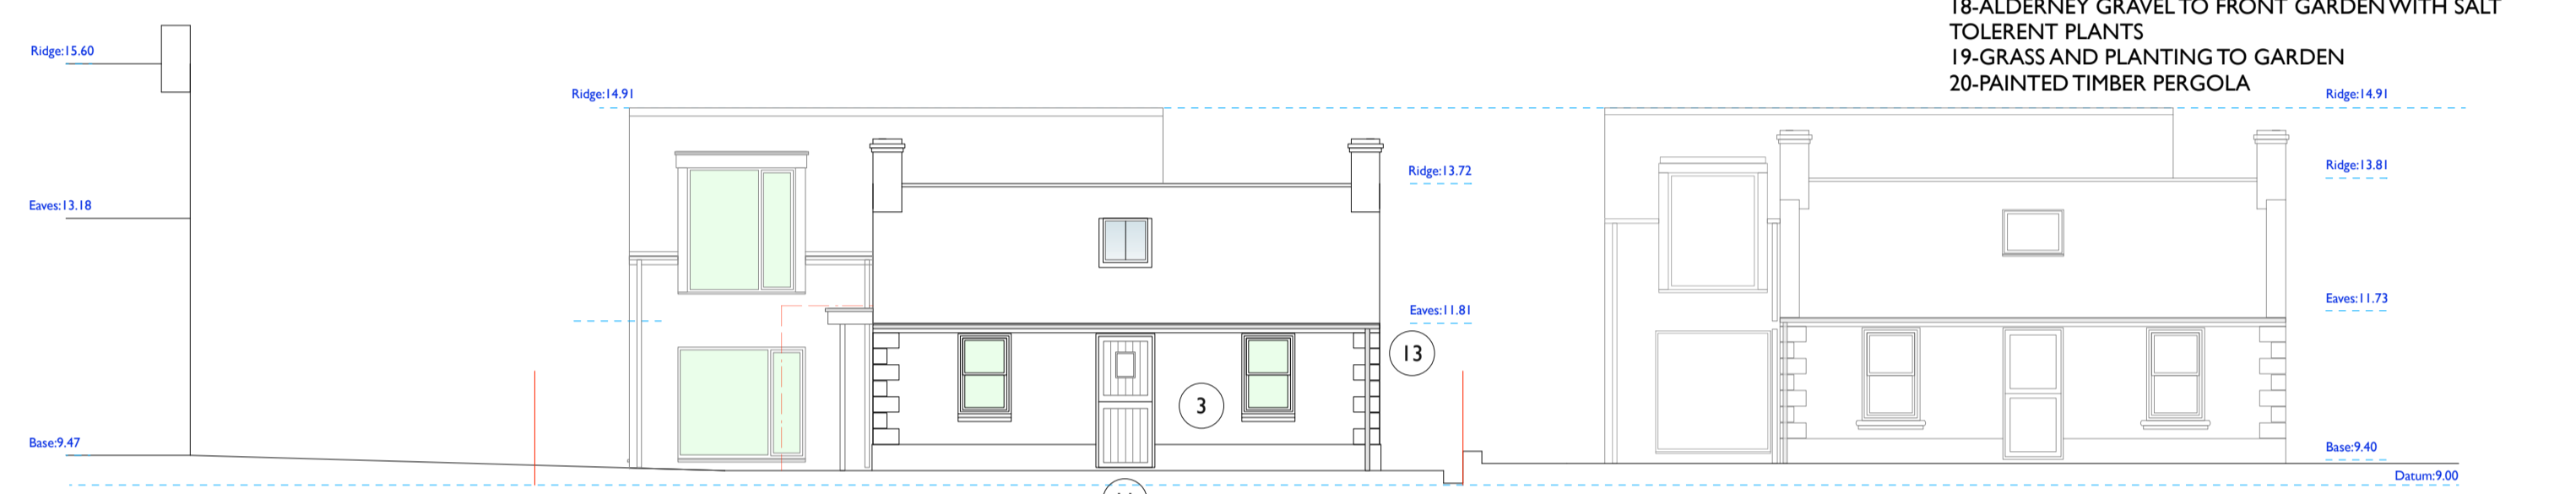 18-ALDERNEY GRAVEL TO FRONT GARDEN WITH SALT
TOLERENT PLANTS
19-GRASS AND PLANTING TO GARDEN
20-PAINTED TIMBER PERGOLA
Ridge:15.60
Ridge:14.91
Ridge:14.91
Ridge:13.72
Ridge:13.81
Eaves:13.18
Eaves:11.81
Eaves:11.73
13
3
Base:9.47
Base:9.40
Datum:9.00